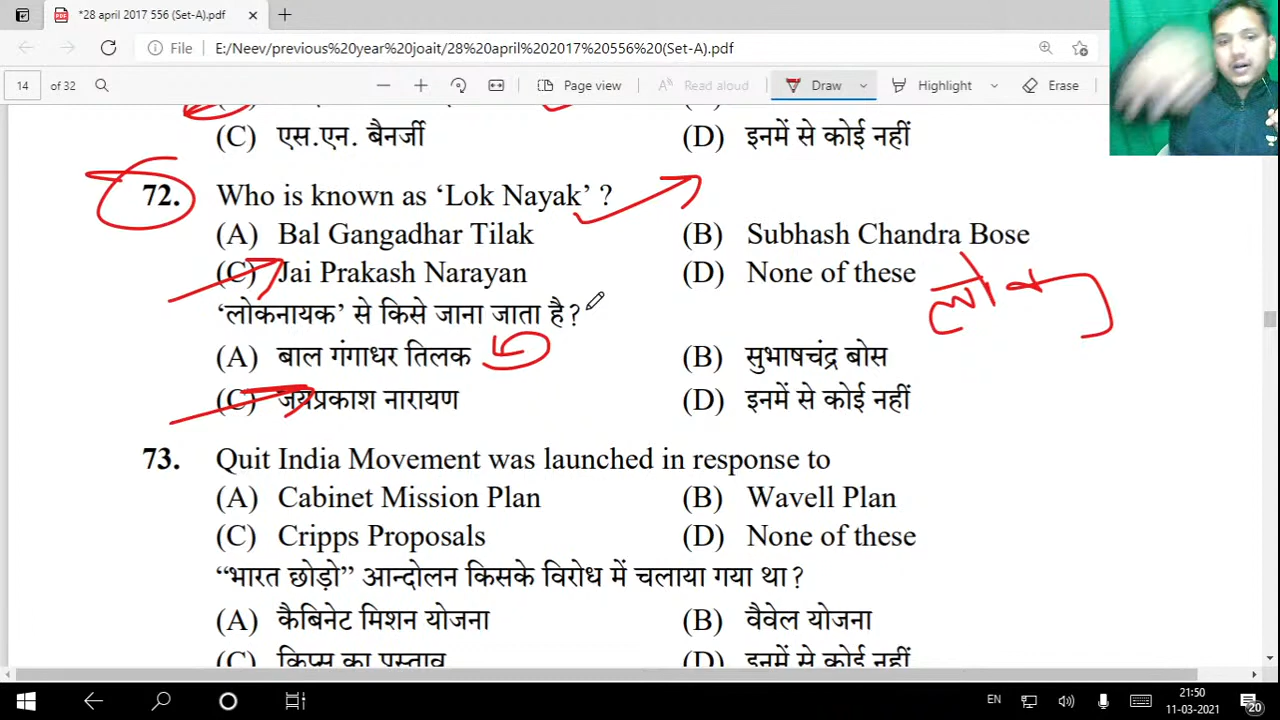 *28 april 2017 556 (Set-A).pdf
File E:/Neev/previous%20year%20joait/28%20april%202017%20556%20(Set-A).pdf
14 of 32 Page view Read aloud Draw Highlight Erase
(C) एस.एन. बैनर्जी (D) इनमें से कोई नहीं
72. Who is known as ‘Lok Nayak’ ?
(A) Bal Gangadhar Tilak (B) Subhash Chandra Bose
(C) Jai Prakash Narayan (D) None of these
‘लोकनायक’ से किसे जाना जाता है?
(A) बाल गंगाधर तिलक (B) सुभाषचंद्र बोस
(C) जयप्रकाश नारायण (D) इनमें से कोई नहीं
73. Quit India Movement was launched in response to
(A) Cabinet Mission Plan (B) Wavell Plan
(C) Cripps Proposals (D) None of these
“भारत छोड़ो” आन्दोलन किसके विरोध में चलाया गया था?
(A) कैबिनेट मिशन योजना (B) वैवेल योजना
(C) क्रिप्स का प्रस्ताव (D) इनमें से कोई नहीं
EN 21:50
11-03-2021 20